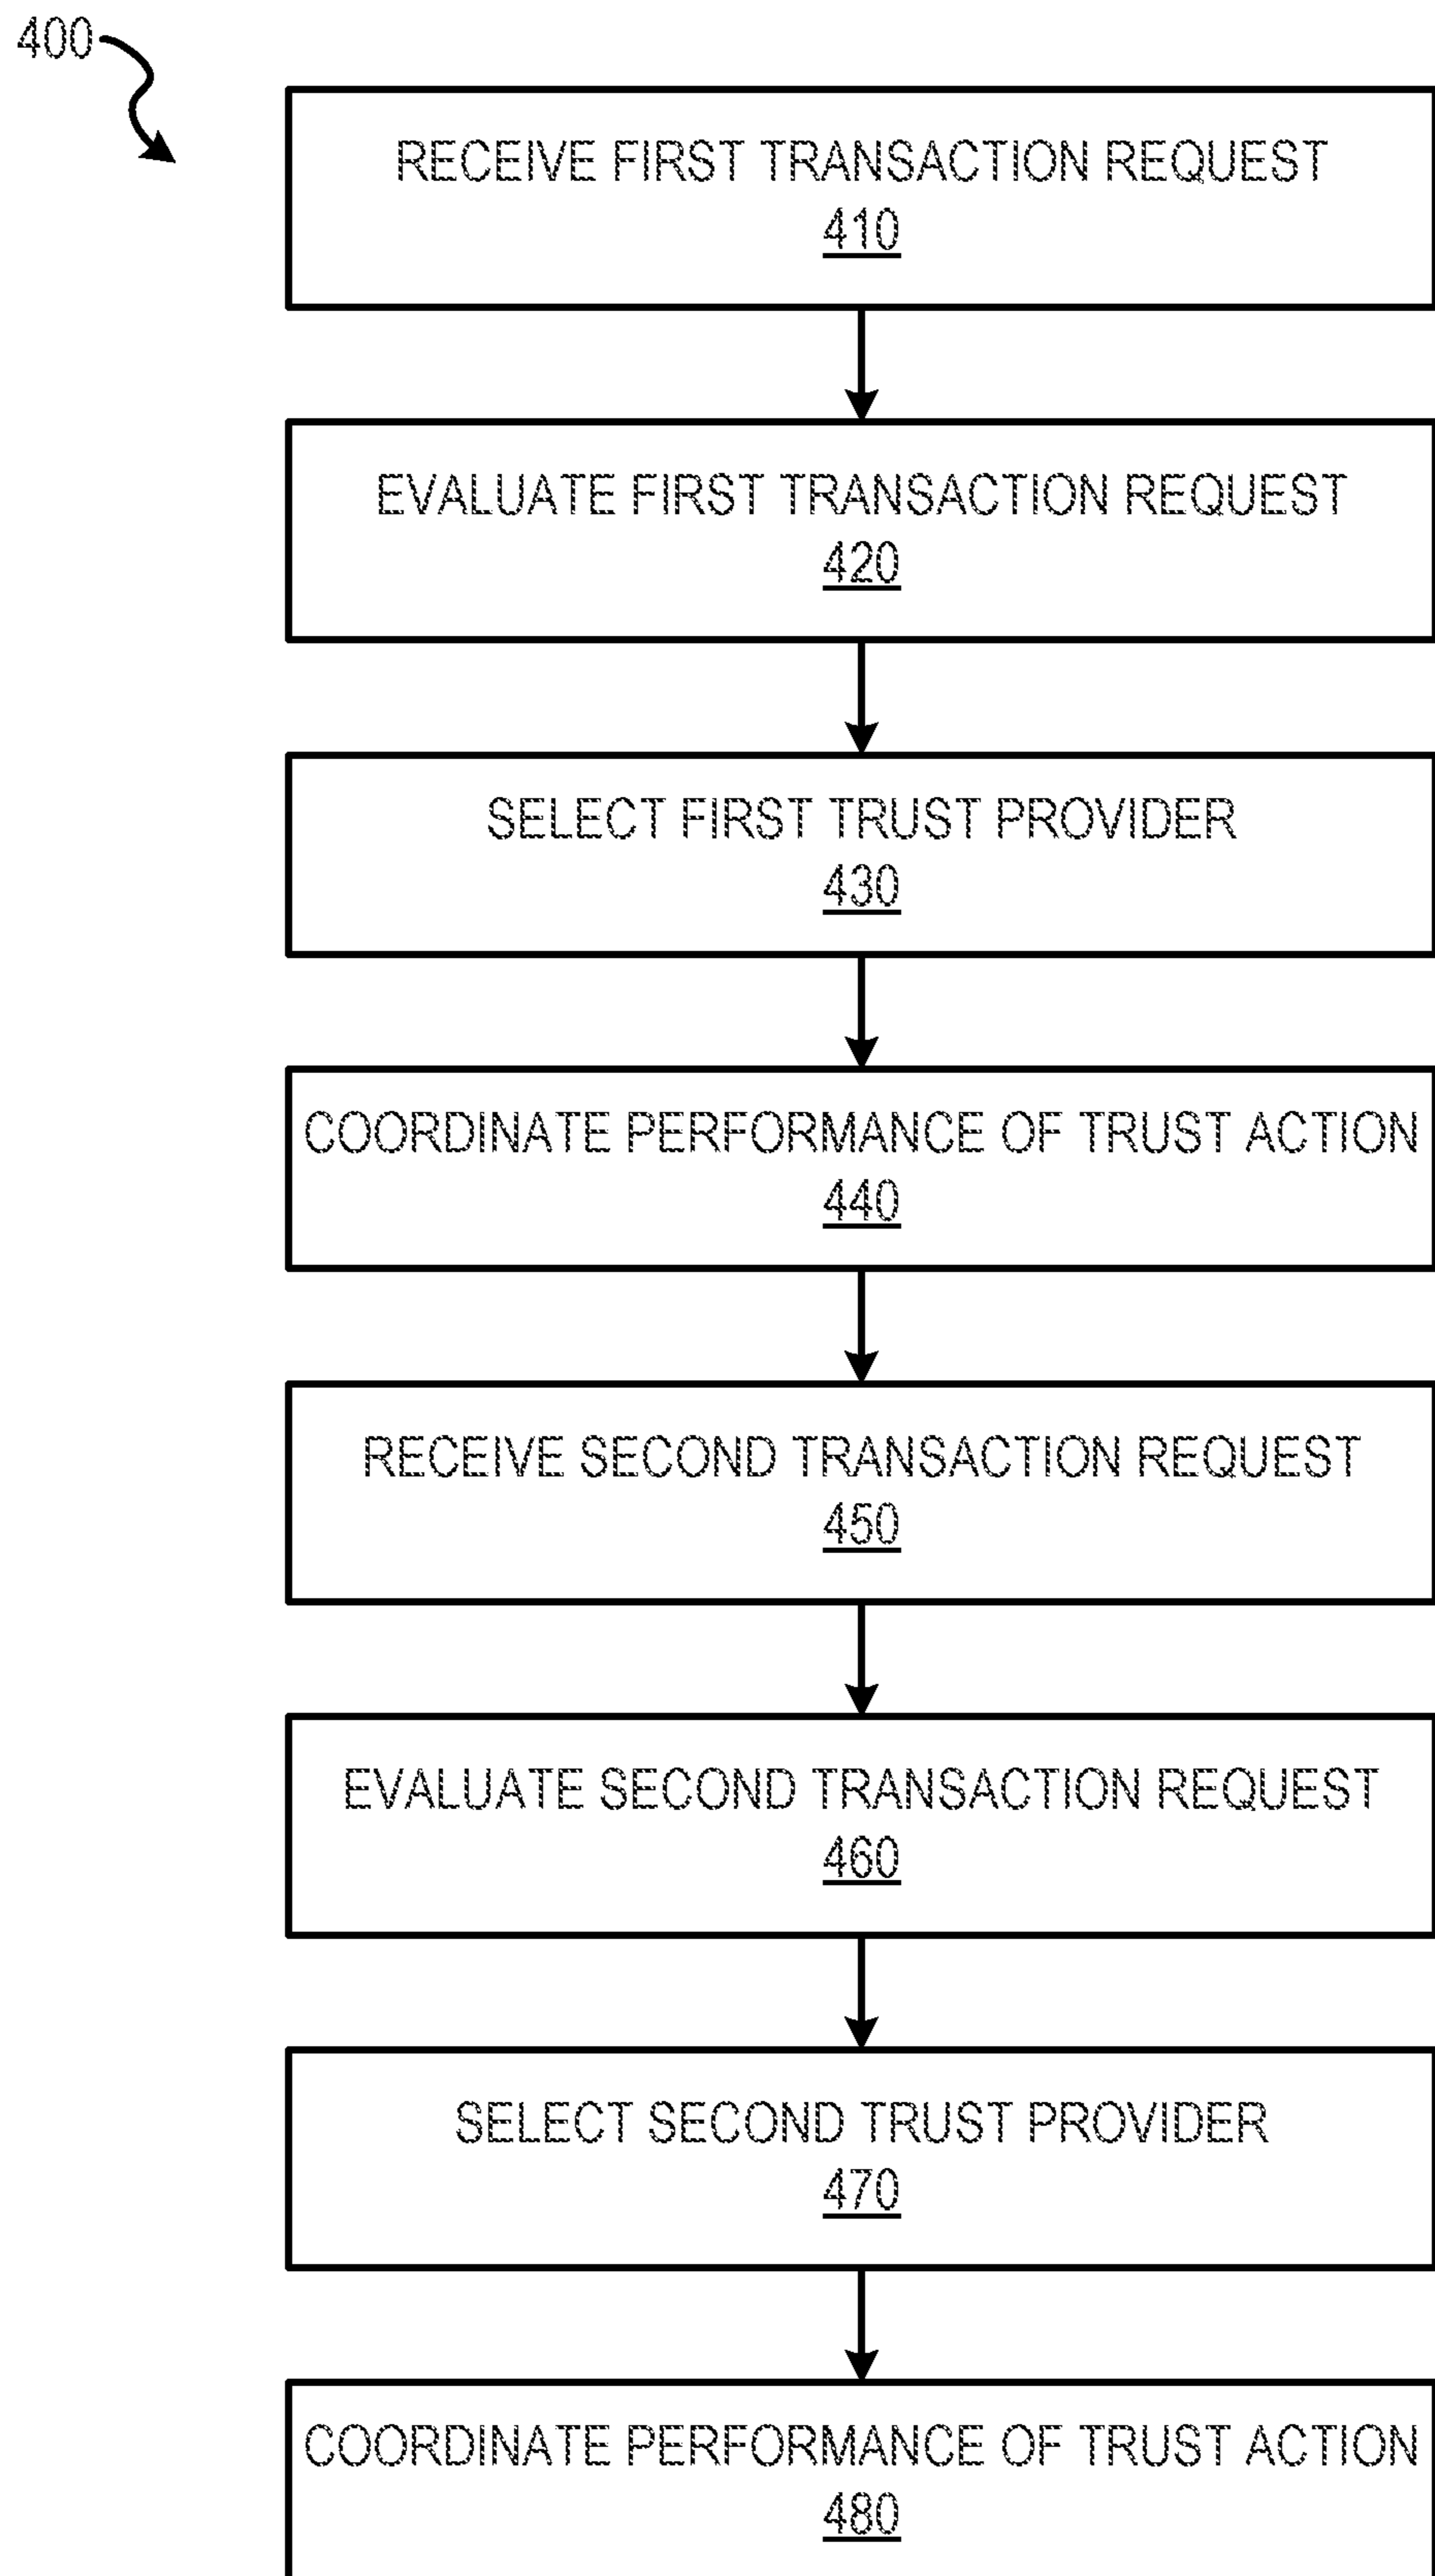 400
RECEIVE FIRST TRANSACTION REQUEST
410
EVALUATE FIRST TRANSACTION REQUEST
420
SELECT FIRST TRUST PROVIDER
430
COORDINATE PERFORMANCE OF TRUST ACTION
440
RECEIVE SECOND TRANSACTION REQUEST
450
EVALUATE SECOND TRANSACTION REQUEST
460
SELECT SECOND TRUST PROVIDER
470
COORDINATE PERFORMANCE OF TRUST ACTION
480